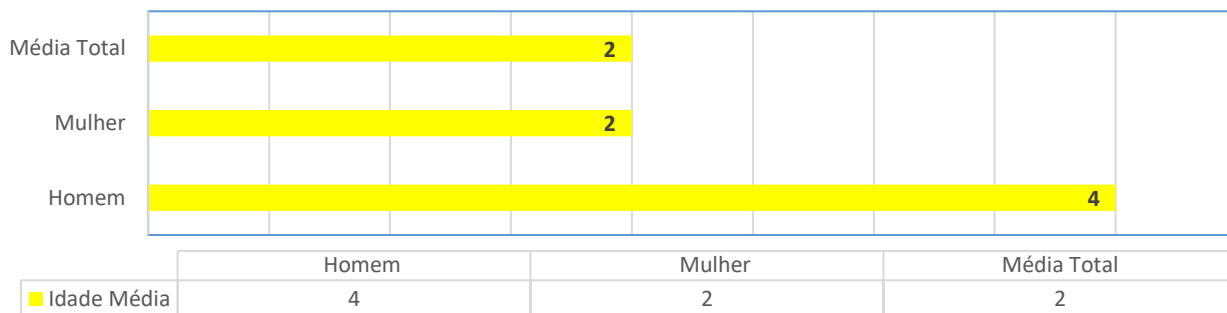 Média Total 2
Mulher 2
Homem 4
Homem Mulher Média Total
Idade Média 4 2 2